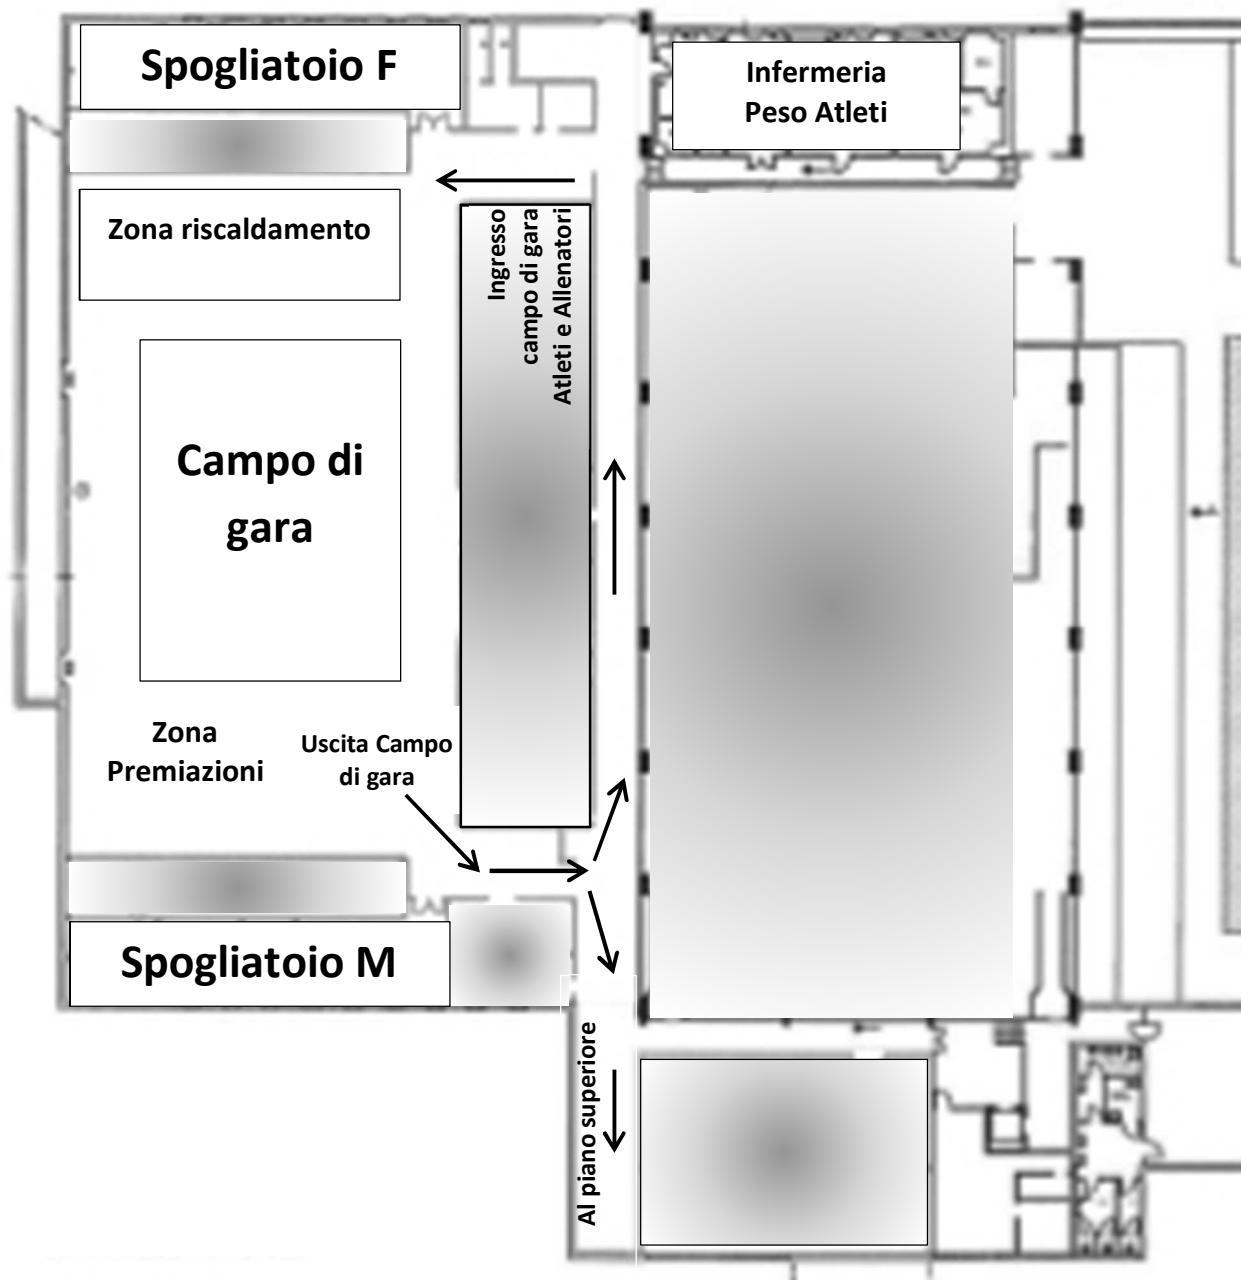 Spogliatoio F
Infermeria
Peso Atleti
Zona riscaldamento
Ingresso
campo di gara
Atleti e Allenatori
Campo di
gara
Zona
Premiazioni
Uscita Campo
di gara
Spogliatoio M
Al piano superiore